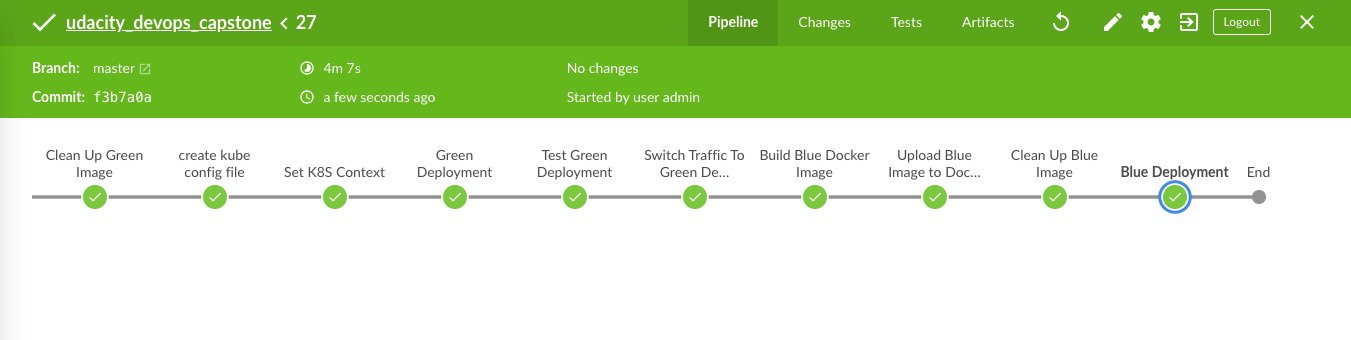 udacity_devops_capstone < 27
Pipeline
Changes
Tests
Artifacts
Logout
Branch: master
4m 7s
No changes
Commit: f3b7a0a
a few seconds ago
Started by user admin
Clean Up Green
Image
create kube
config file
Set K8S Context
Green
Deployment
Test Green
Deployment
Switch Traffic To
Green De...
Build Blue Docker
Image
Upload Blue
Image to Doc...
Clean Up Blue
Image
Blue Deployment
End